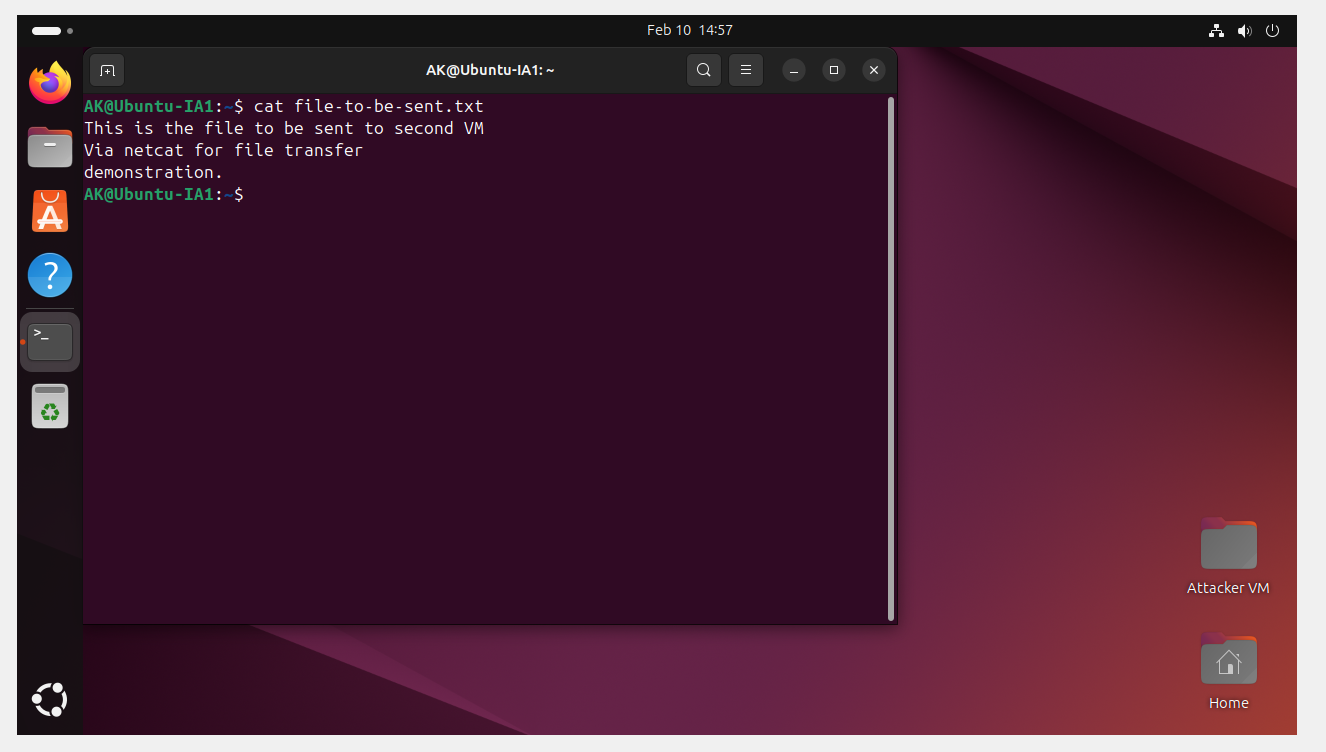 Feb 10 14:57
AK@Ubuntu-IA1: ~
AK@Ubuntu-IA1:~$ cat file-to-be-sent.txt
This is the file to be sent to second VM
Via netcat for file transfer
demonstration.
AK@Ubuntu-IA1:~$
Attacker VM
Home